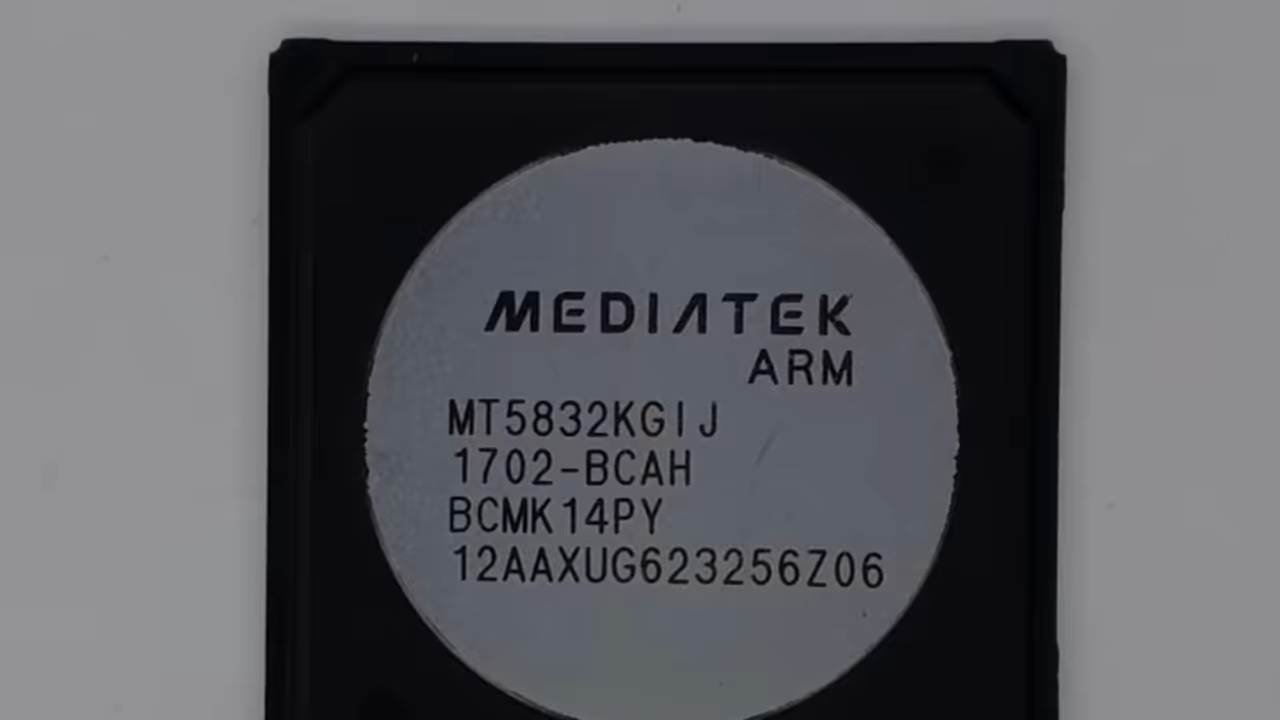 MEDIATEK
ARM
MT5832KGIJ
1702-BCAH
BCMK14PY
12AAXUG623256Z06